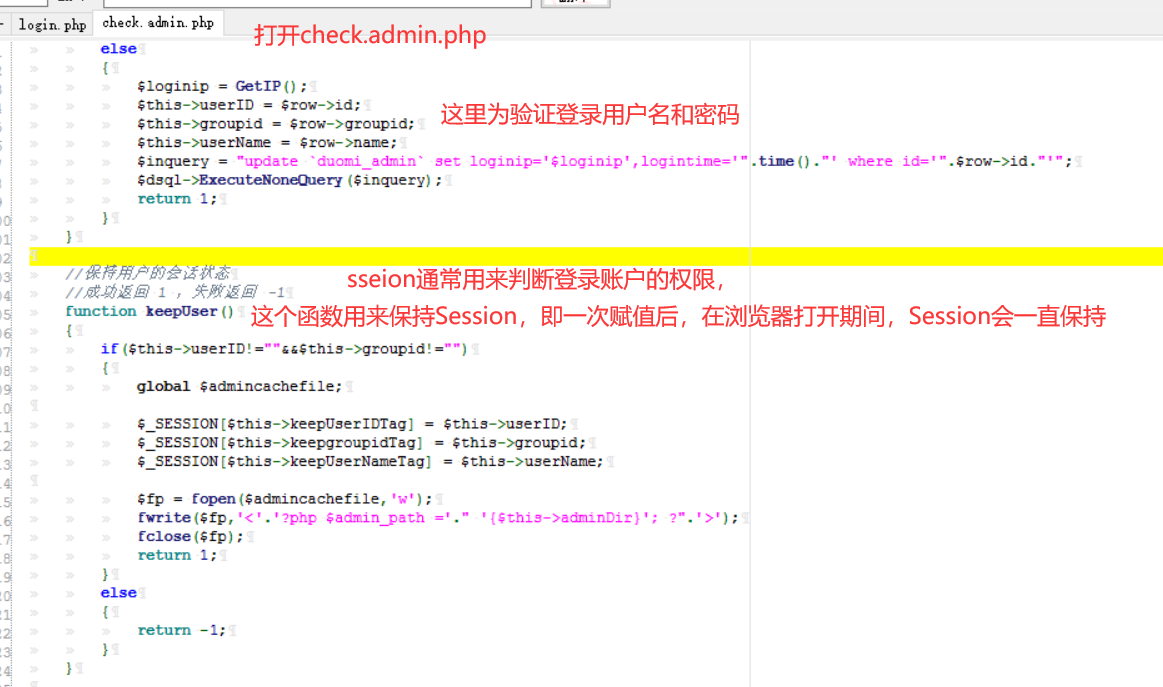 login.php check.admin.php
打开check.admin.php
else
{
$loginip = GetIP();
$this->userID = $row->id;
$this->groupid = $row->groupid;
这里为验证登录用户名和密码
$this->userName = $row->name;
$inquery = "update `duomi_admin` set loginip='$loginip',logintime='".time()."' where id='".$row->id."'";
$dsql->ExecuteNoneQuery($inquery);
return 1;
}
}
//保持用户的会话状态
sseion通常用来判断登录账户的权限，
//成功返回 1 ，失败返回 -1
function keepUser()
这个函数用来保持Session，即一次赋值后，在浏览器打开期间，Session会一直保持
{
if($this->userID!=""&&$this->groupid!="")
{
global $admincachefile;
$_SESSION[$this->keepUserIDTag] = $this->userID;
$_SESSION[$this->keepgroupidTag] = $this->groupid;
$_SESSION[$this->keepUserNameTag] = $this->userName;
$fp = fopen($admincachefile,'w');
fwrite($fp,'<'.'?php $admin_path ='." '{$this->adminDir}'; ?".'>');
fclose($fp);
return 1;
}
else
{
return -1;
}
}